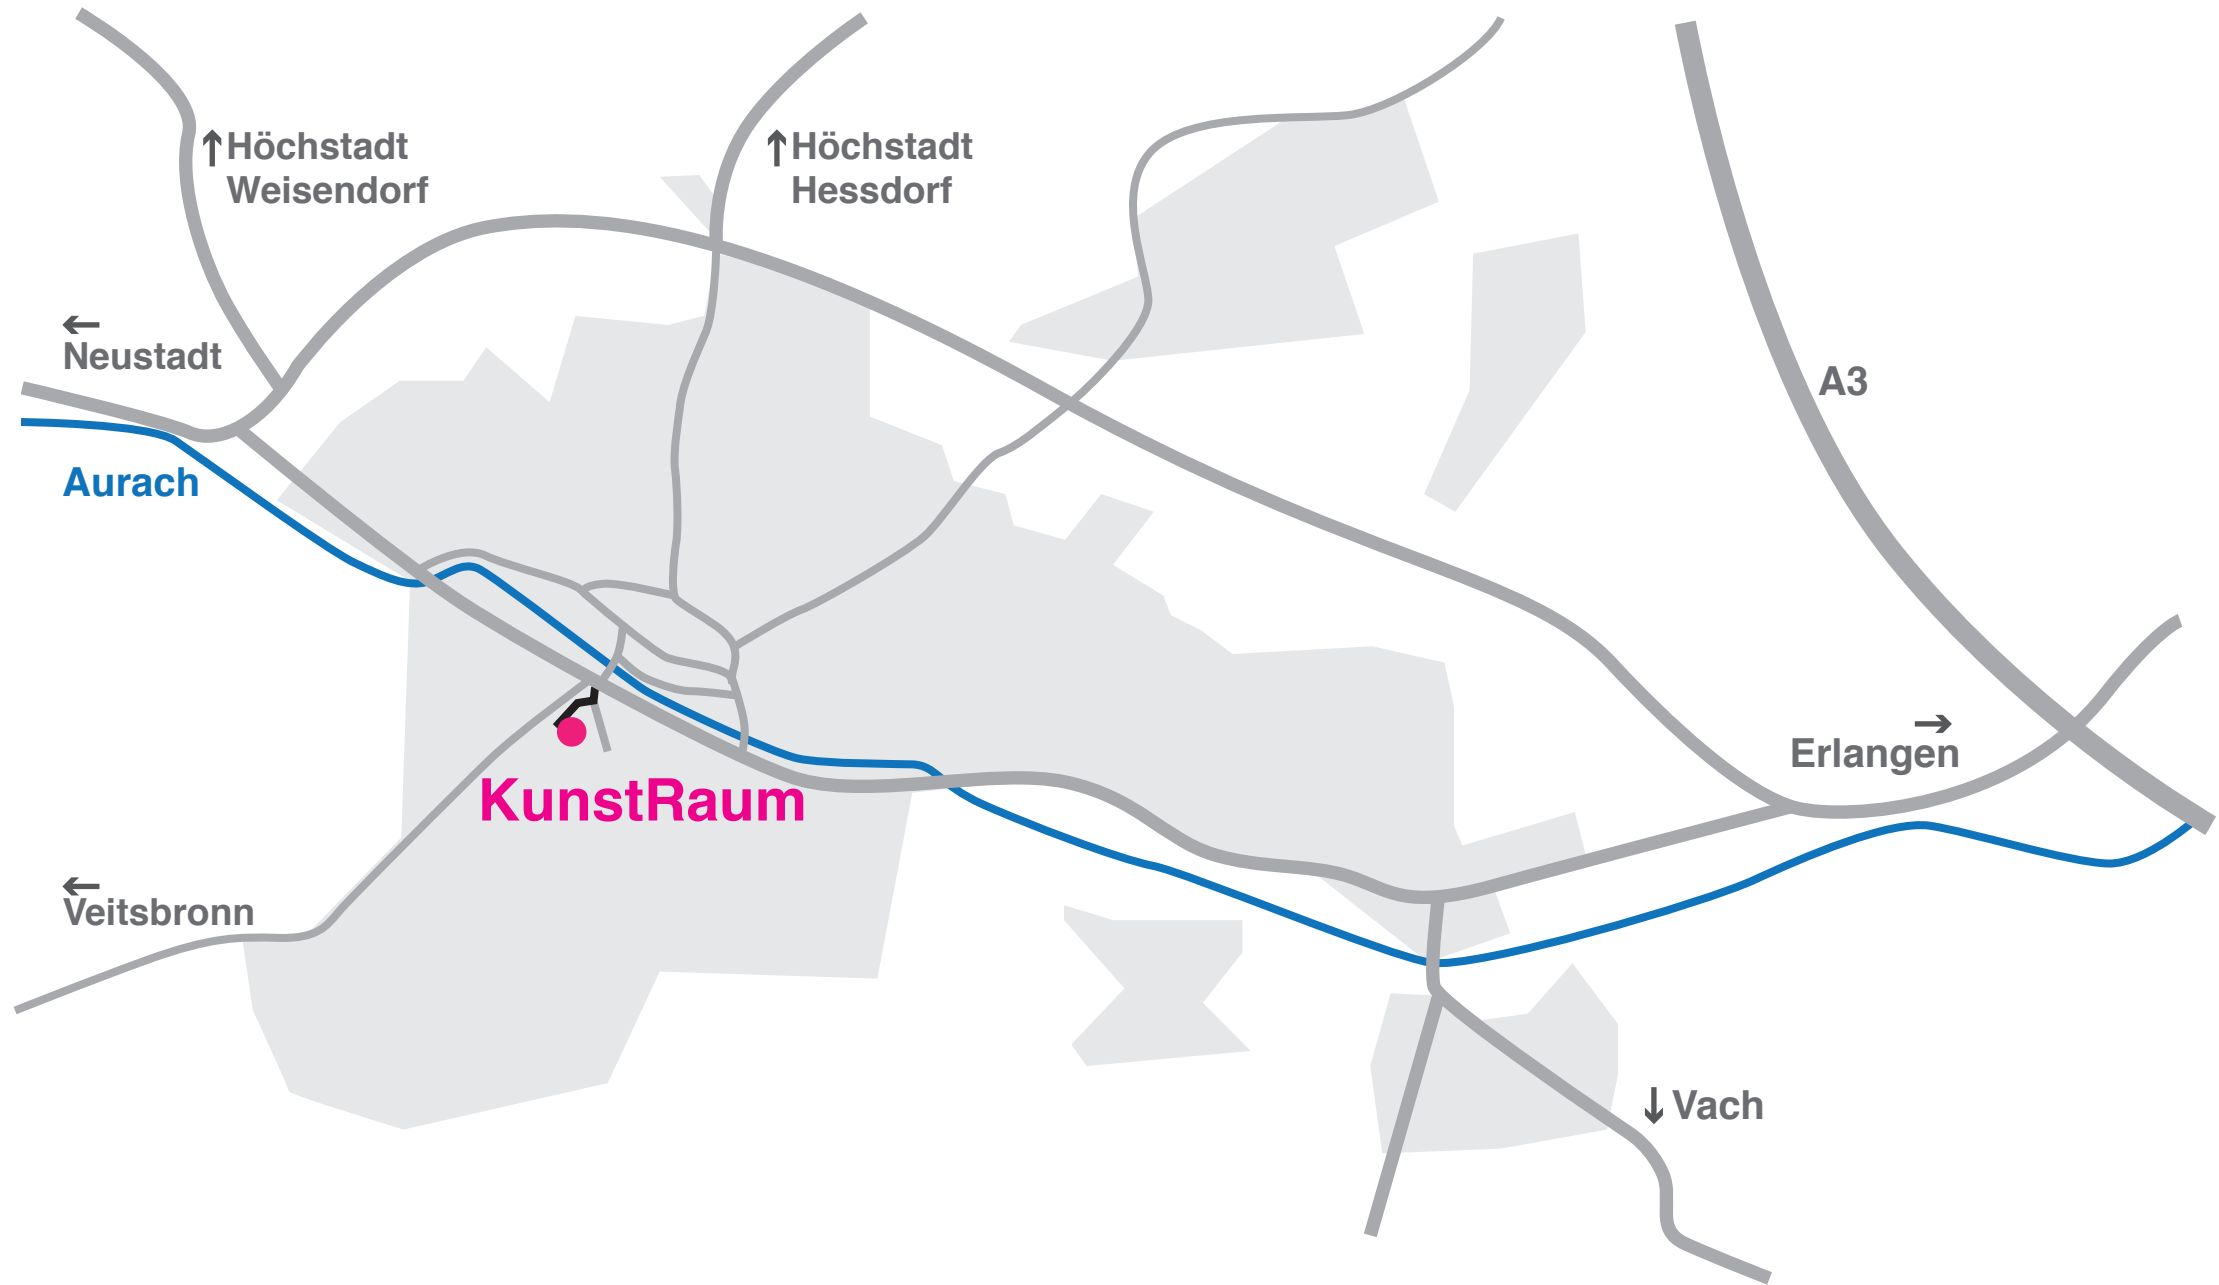 ↑Höchstadt
Weisendorf
↑Höchstadt
Hessdorf
←
Neustadt
A3
Aurach
→
Erlangen
KunstRaum
←
Veitsbronn
↓Vach